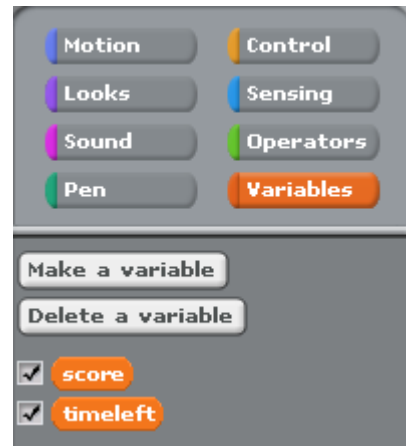 Motion Control
Looks Sensing
Sound Operators
Pen Variables
Make a variable
Delete a variable
score
timeleft